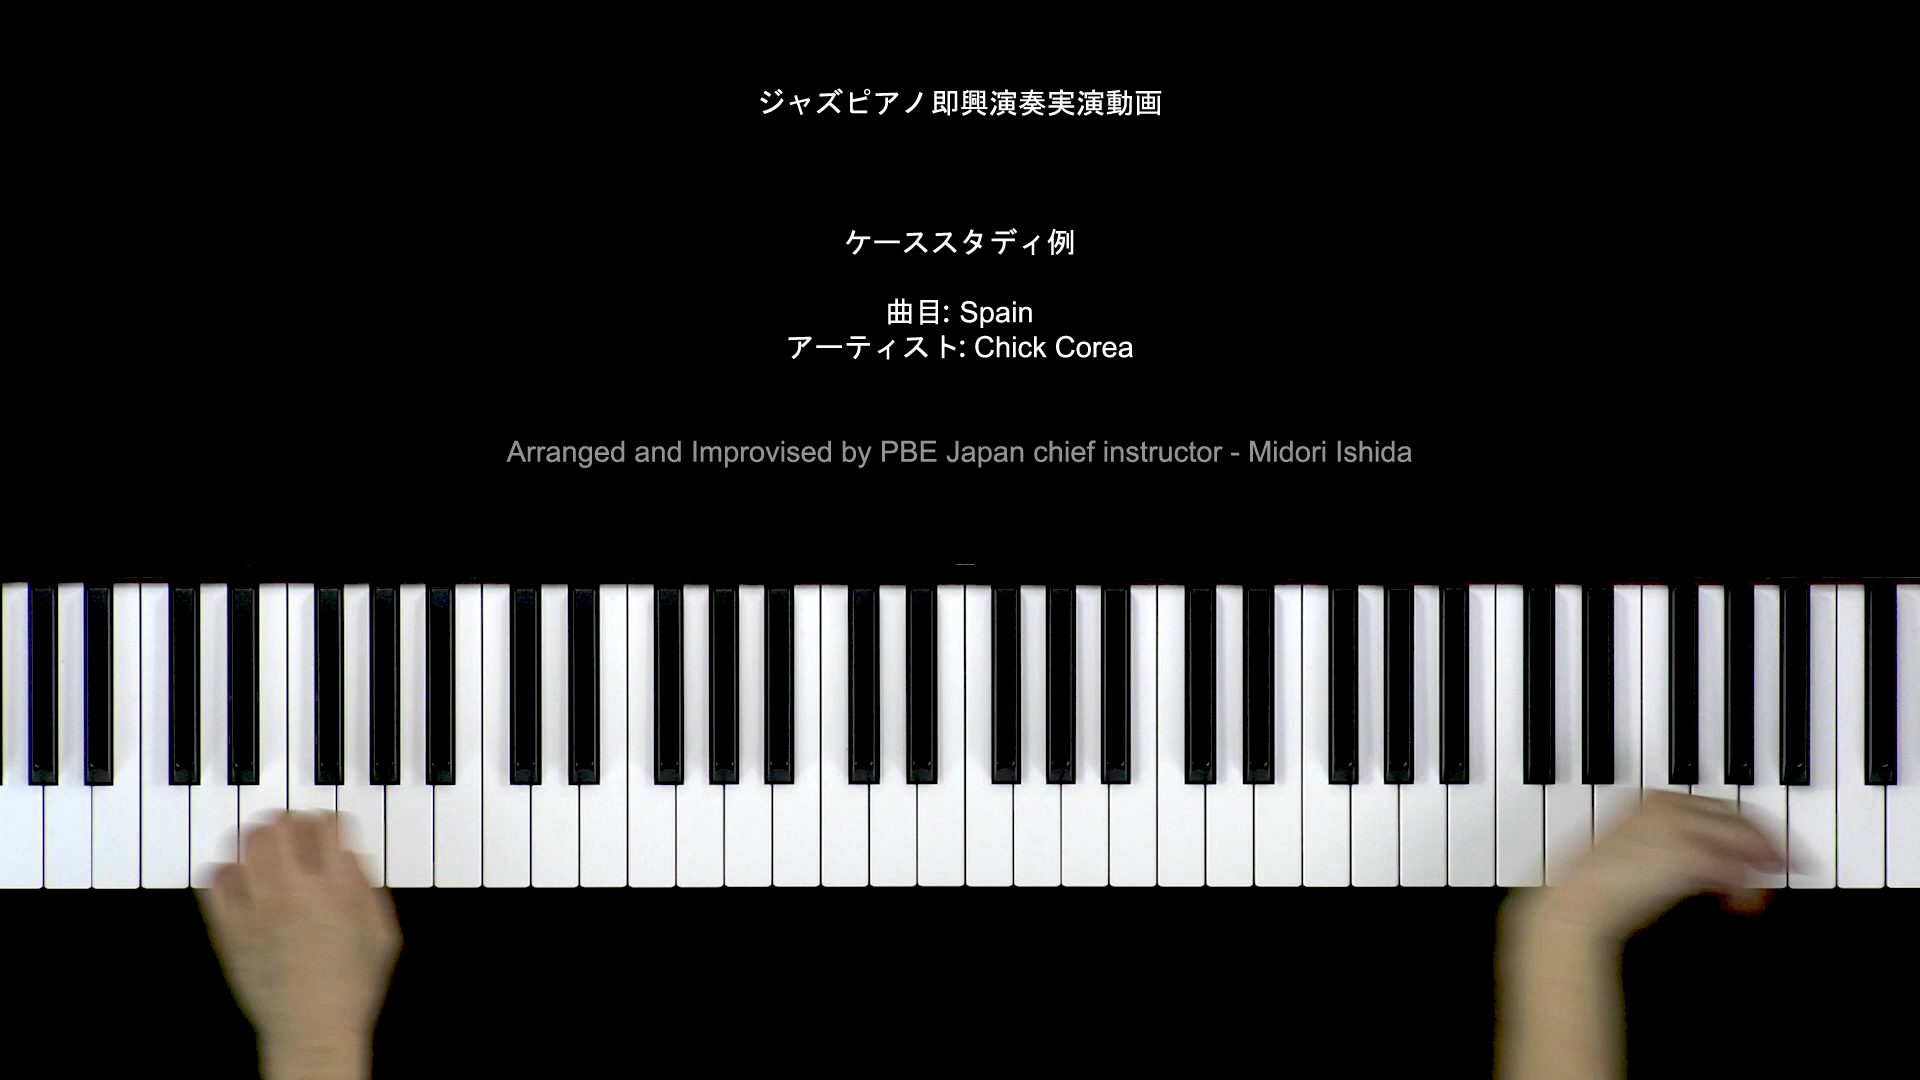 ジャズピアノ即興演奏実演動画
ケーススタディ例
曲目: Spain
アーティスト: Chick Corea
Arranged and Improvised by PBE Japan chief instructor - Midori Ishida